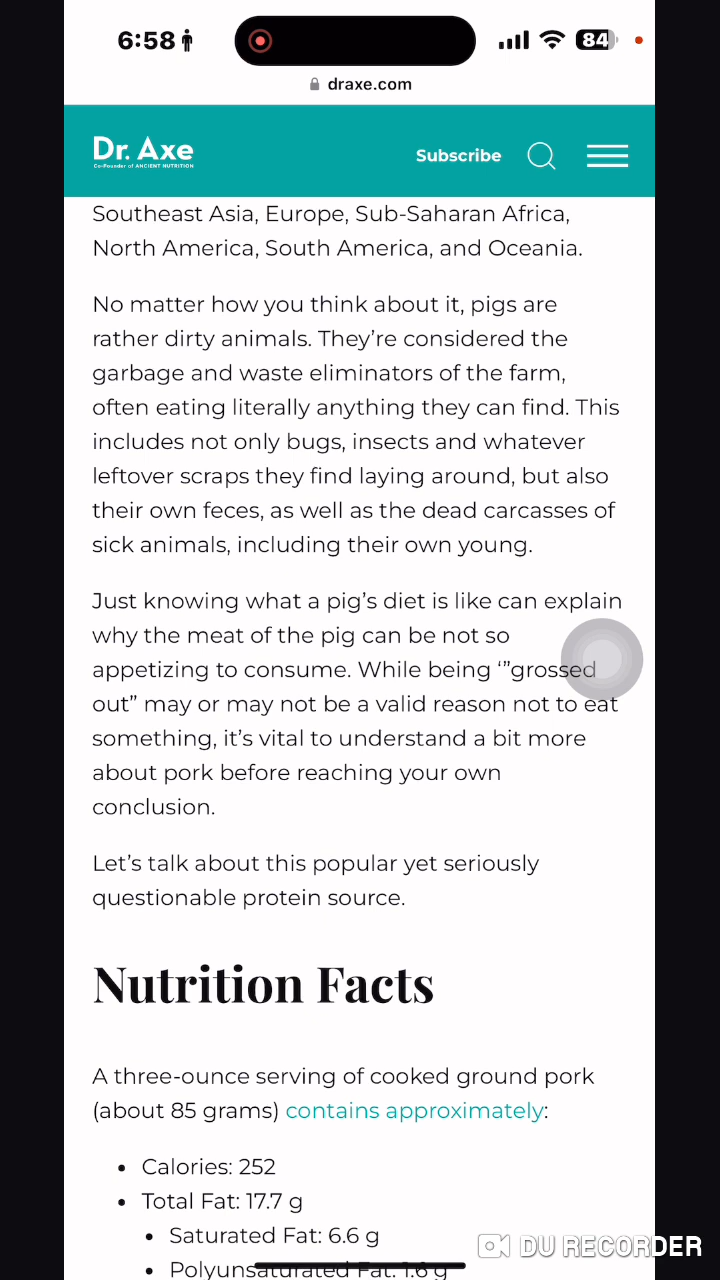 6:58
84
draxe.com
Dr. Axe
Co-Founder of ANCIENT NUTRITION
Subscribe
Southeast Asia, Europe, Sub-Saharan Africa,
North America, South America, and Oceania.
No matter how you think about it, pigs are
rather dirty animals. They’re considered the
garbage and waste eliminators of the farm,
often eating literally anything they can find. This
includes not only bugs, insects and whatever
leftover scraps they find laying around, but also
their own feces, as well as the dead carcasses of
sick animals, including their own young.
Just knowing what a pig’s diet is like can explain
why the meat of the pig can be not so
appetizing to consume. While being ‘”grossed
out” may or may not be a valid reason not to eat
something, it’s vital to understand a bit more
about pork before reaching your own
conclusion.
Let’s talk about this popular yet seriously
questionable protein source.
Nutrition Facts
A three-ounce serving of cooked ground pork
(about 85 grams) contains approximately:
• Calories: 252
• Total Fat: 17.7 g
• Saturated Fat: 6.6 g
• Polyunsaturated Fat: 1.6 g
DU RECORDER